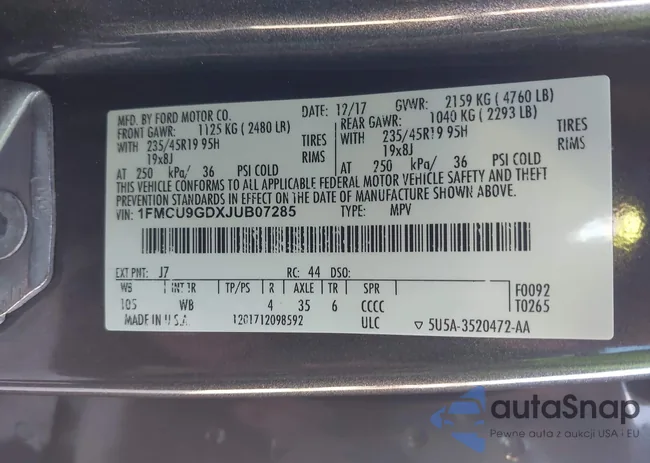 MFD. BY FORD MOTOR CO. DATE: 12/17 GVWR: 2159 KG ( 4760 LB)
FRONT GAWR: 1125 KG ( 2480 LB) REAR GAWR: 1040 KG ( 2293 LB)
WITH 235/45R19 95H TIRES WITH 235/45R19 95H TIRES
19x8J RIMS 19x8J RIMS
AT 250 kPa/ 36 PSI COLD AT 250 kPa/ 36 PSI COLD
THIS VEHICLE CONFORMS TO ALL APPLICABLE FEDERAL MOTOR VEHICLE SAFETY AND THEFT
PREVENTION STANDARDS IN EFFECT ON THE DATE OF MANUFACTURE SHOWN ABOVE.
VIN: 1FMCU9GDXJUB07285 TYPE: MPV
EXT PNT: J7 RC: 44 DSO: F0092
WB INT TR TP/PS R AXLE TR SPR T0265
105 WB 4 35 6 CCCC
MADE IN U.S.A. 1201712098592 ULC ▽ 5U5A-3520472-AA
autaSnap
Pewne auta z aukcji USA i EU